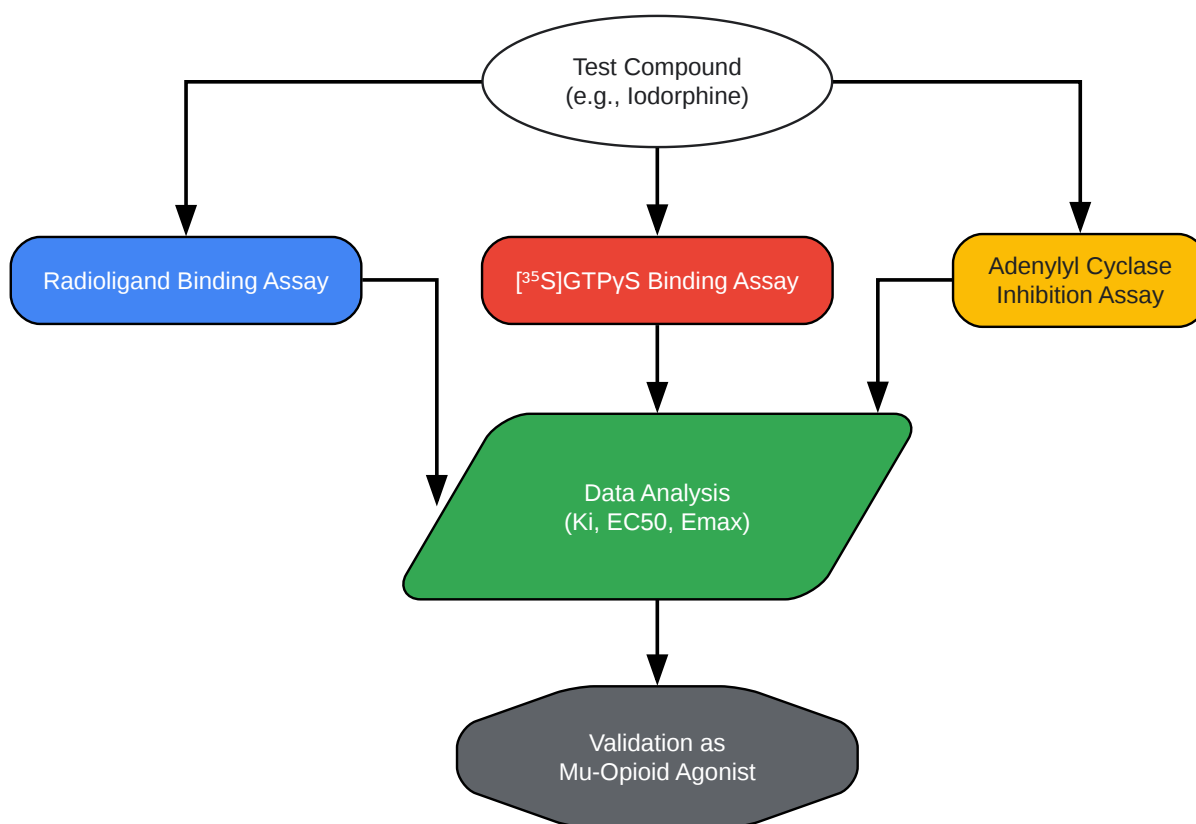 Test Compound
(e.g., Iodorphine)
Radioligand Binding Assay
[³⁵S]GTPγS Binding Assay
Adenylyl Cyclase
Inhibition Assay
Data Analysis
(Ki, EC50, Emax)
Validation as
Mu-Opioid Agonist